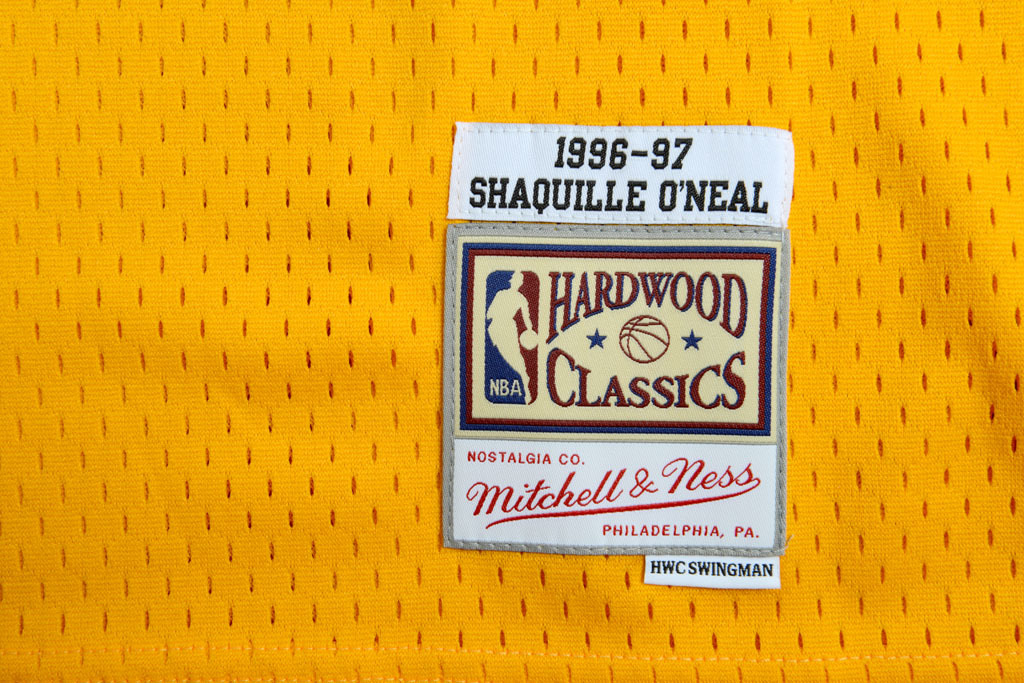 1996-97
SHAQUILLE O'NEAL
HARDWOOD
NBA
CLASSICS
NOSTALGIA CO.
Mitchell & Ness
PHILADELPHIA, PA.
HWC SWINGMAN